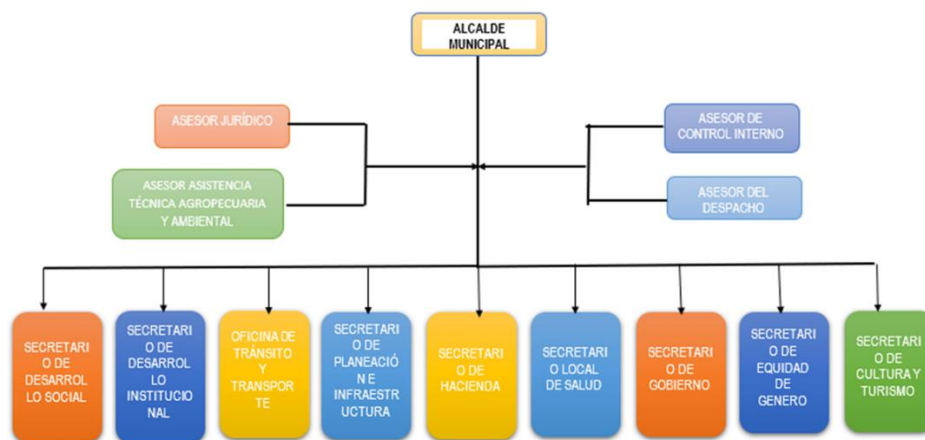 ALCALDE
MUNICIPAL
ASESOR JURÍDICO
ASESOR DE
CONTROL INTERNO
ASESOR ASISTENCIA
TÉCNICA AGROPECUARIA
Y AMBIENTAL
ASESOR DEL
DESPACHO
SECRETARI
O DE
DESARROL
LO SOCIAL
SECRETARI
O DE
DESARROL
LO
INSTITUCIO
NAL
OFICINA DE
TRÀNSITO
Y
TRANSPOR
TE
SECRETARI
O DE
PLANEACIÓ
N E
INFRAESTR
UCTURA
SECRETARI
O DE
HACIENDA
SECRETARI
O LOCAL
DE SALUD
SECRETARI
O DE
GOBIERNO
SECRETARI
O DE
EQUIDAD
DE
GENERO
SECRETARI
O DE
CULTURA Y
TURISMO